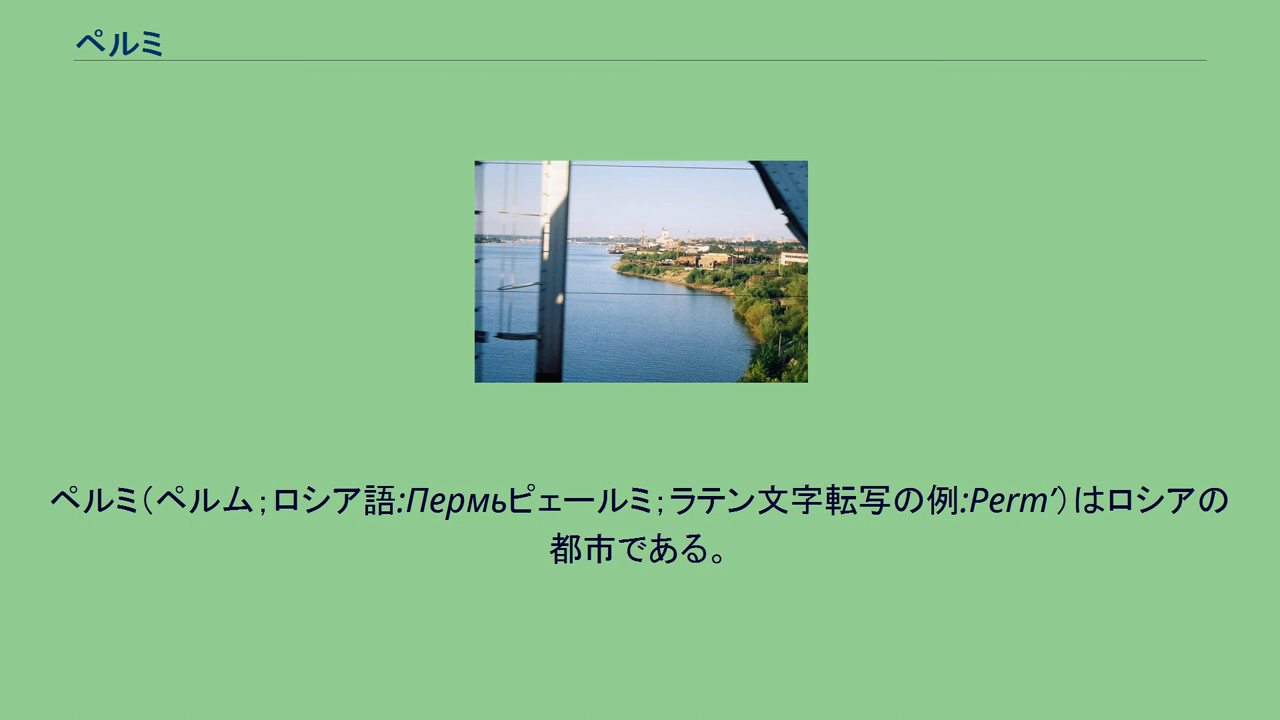 ペルミ
ペルミ（ペルム；ロシア語:Пермьピェールミ；ラテン文字転写の例:Perm'）はロシアの
都市である。